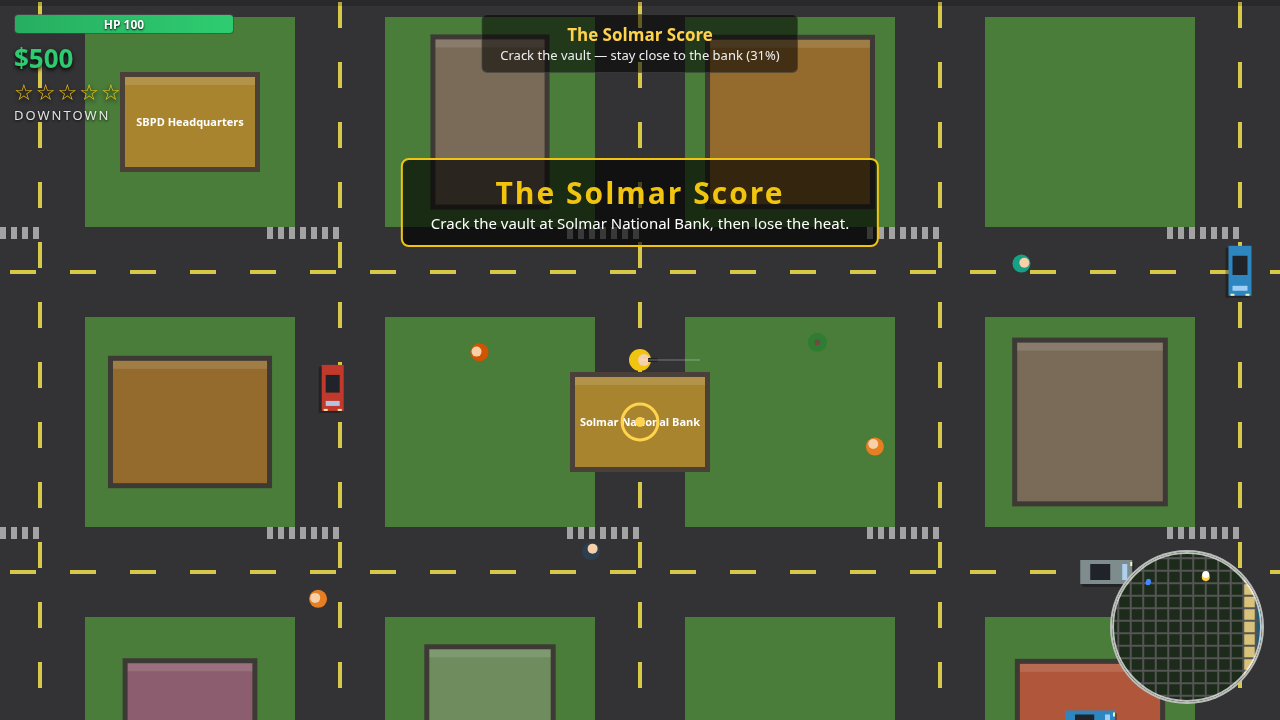 HP 100
$500
☆☆☆☆☆
DOWNTOWN
The Solmar Score
Crack the vault — stay close to the bank (31%)
SBPD Headquarters
The Solmar Score
Crack the vault at Solmar National Bank, then lose the heat.
Solmar National Bank